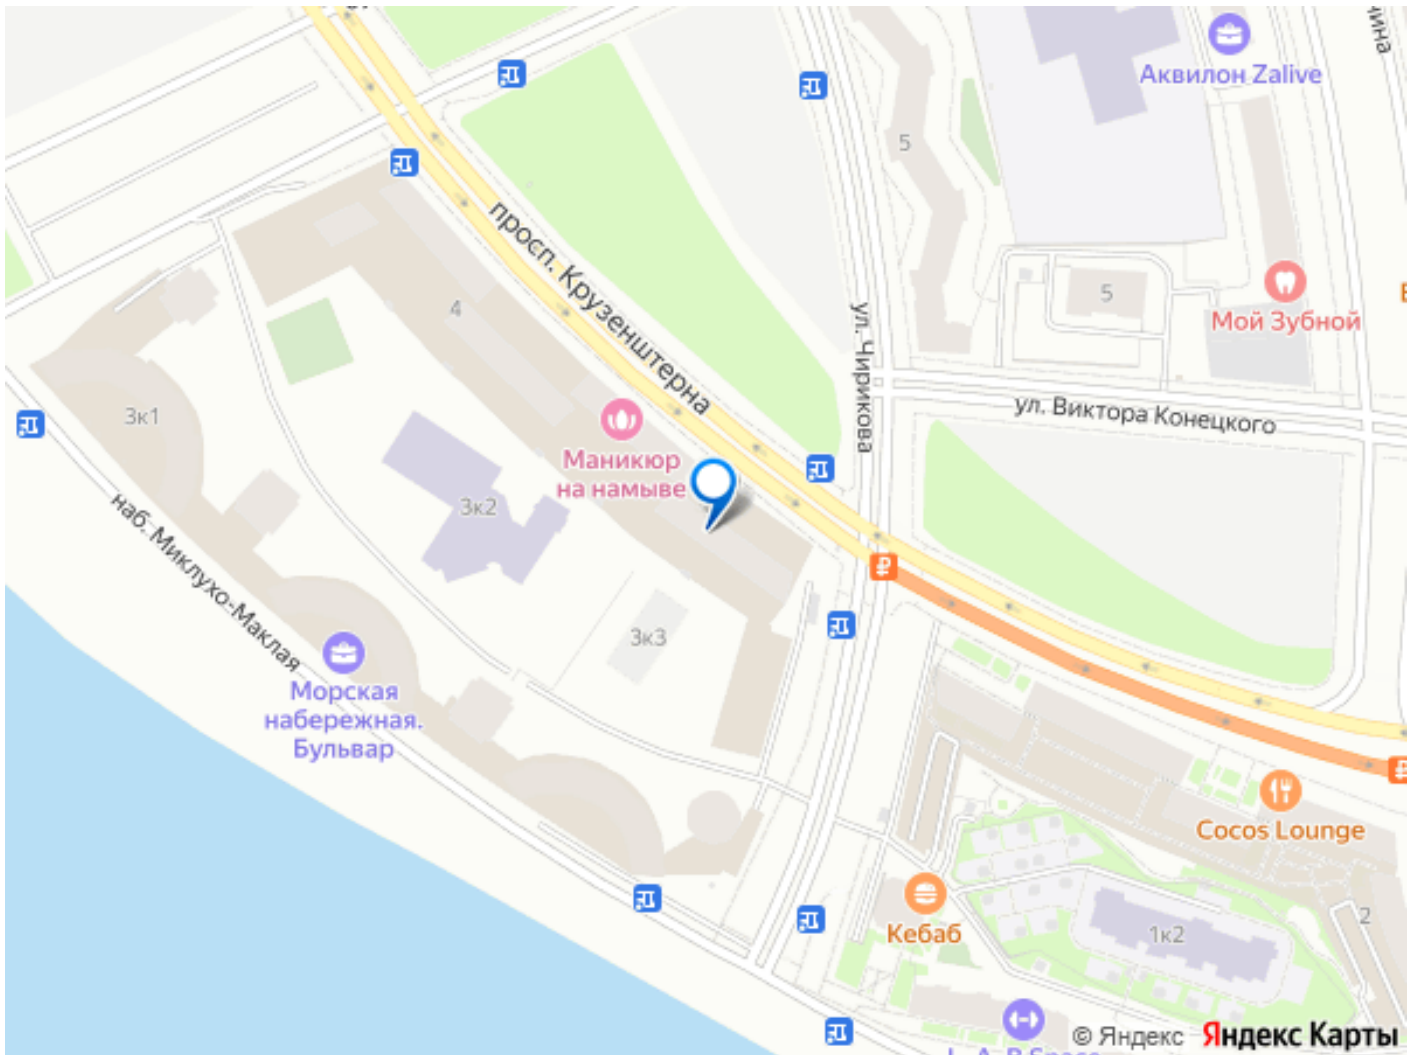 чина
Аквилон Zalive
5
просп. Крузенштерна
5
Мой Зубной
4
ул. Чирикова
3к1
ул. Виктора Конецкого
Маникюр
на намыве
3к2
наб. Миклухо-Маклая
3к3
Морская
набережная.
Бульвар
Cocos Lounge
Кебаб
2
1к2
© Яндекс Яндекс Карты